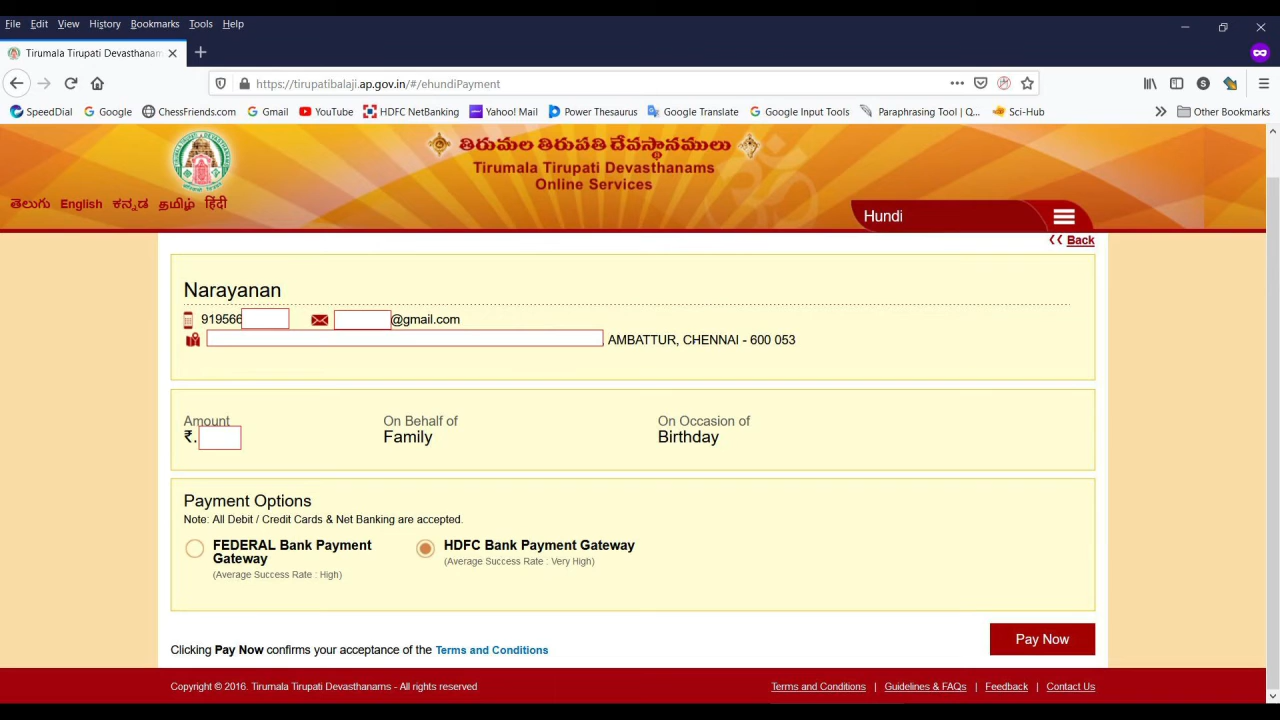 File Edit View History Bookmarks Tools Help
Tirumala Tirupati Devasthanam
https://tirupatibalaji.ap.gov.in/#/ehundiPayment
SpeedDial Google ChessFriends.com Gmail YouTube HDFC NetBanking Yahoo! Mail Power Thesaurus Google Translate Google Input Tools Paraphrasing Tool | Q... Sci-Hub Other Bookmarks
తిరుమల తిరుపతి దేవస్థానములు
Tirumala Tirupati Devasthanams
Online Services
తెలుగు English ಕನ್ನಡ தமிழ் हिंदी
Hundi
Back
Narayanan
919566 @gmail.com
, AMBATTUR, CHENNAI - 600 053
Amount On Behalf of On Occasion of
₹. Family Birthday
Payment Options
Note: All Debit / Credit Cards & Net Banking are accepted.
FEDERAL Bank Payment Gateway
(Average Success Rate : High)
HDFC Bank Payment Gateway
(Average Success Rate : Very High)
Pay Now
Clicking Pay Now confirms your acceptance of the Terms and Conditions
Copyright © 2016. Tirumala Tirupati Devasthanams - All rights reserved Terms and Conditions | Guidelines & FAQs | Feedback | Contact Us